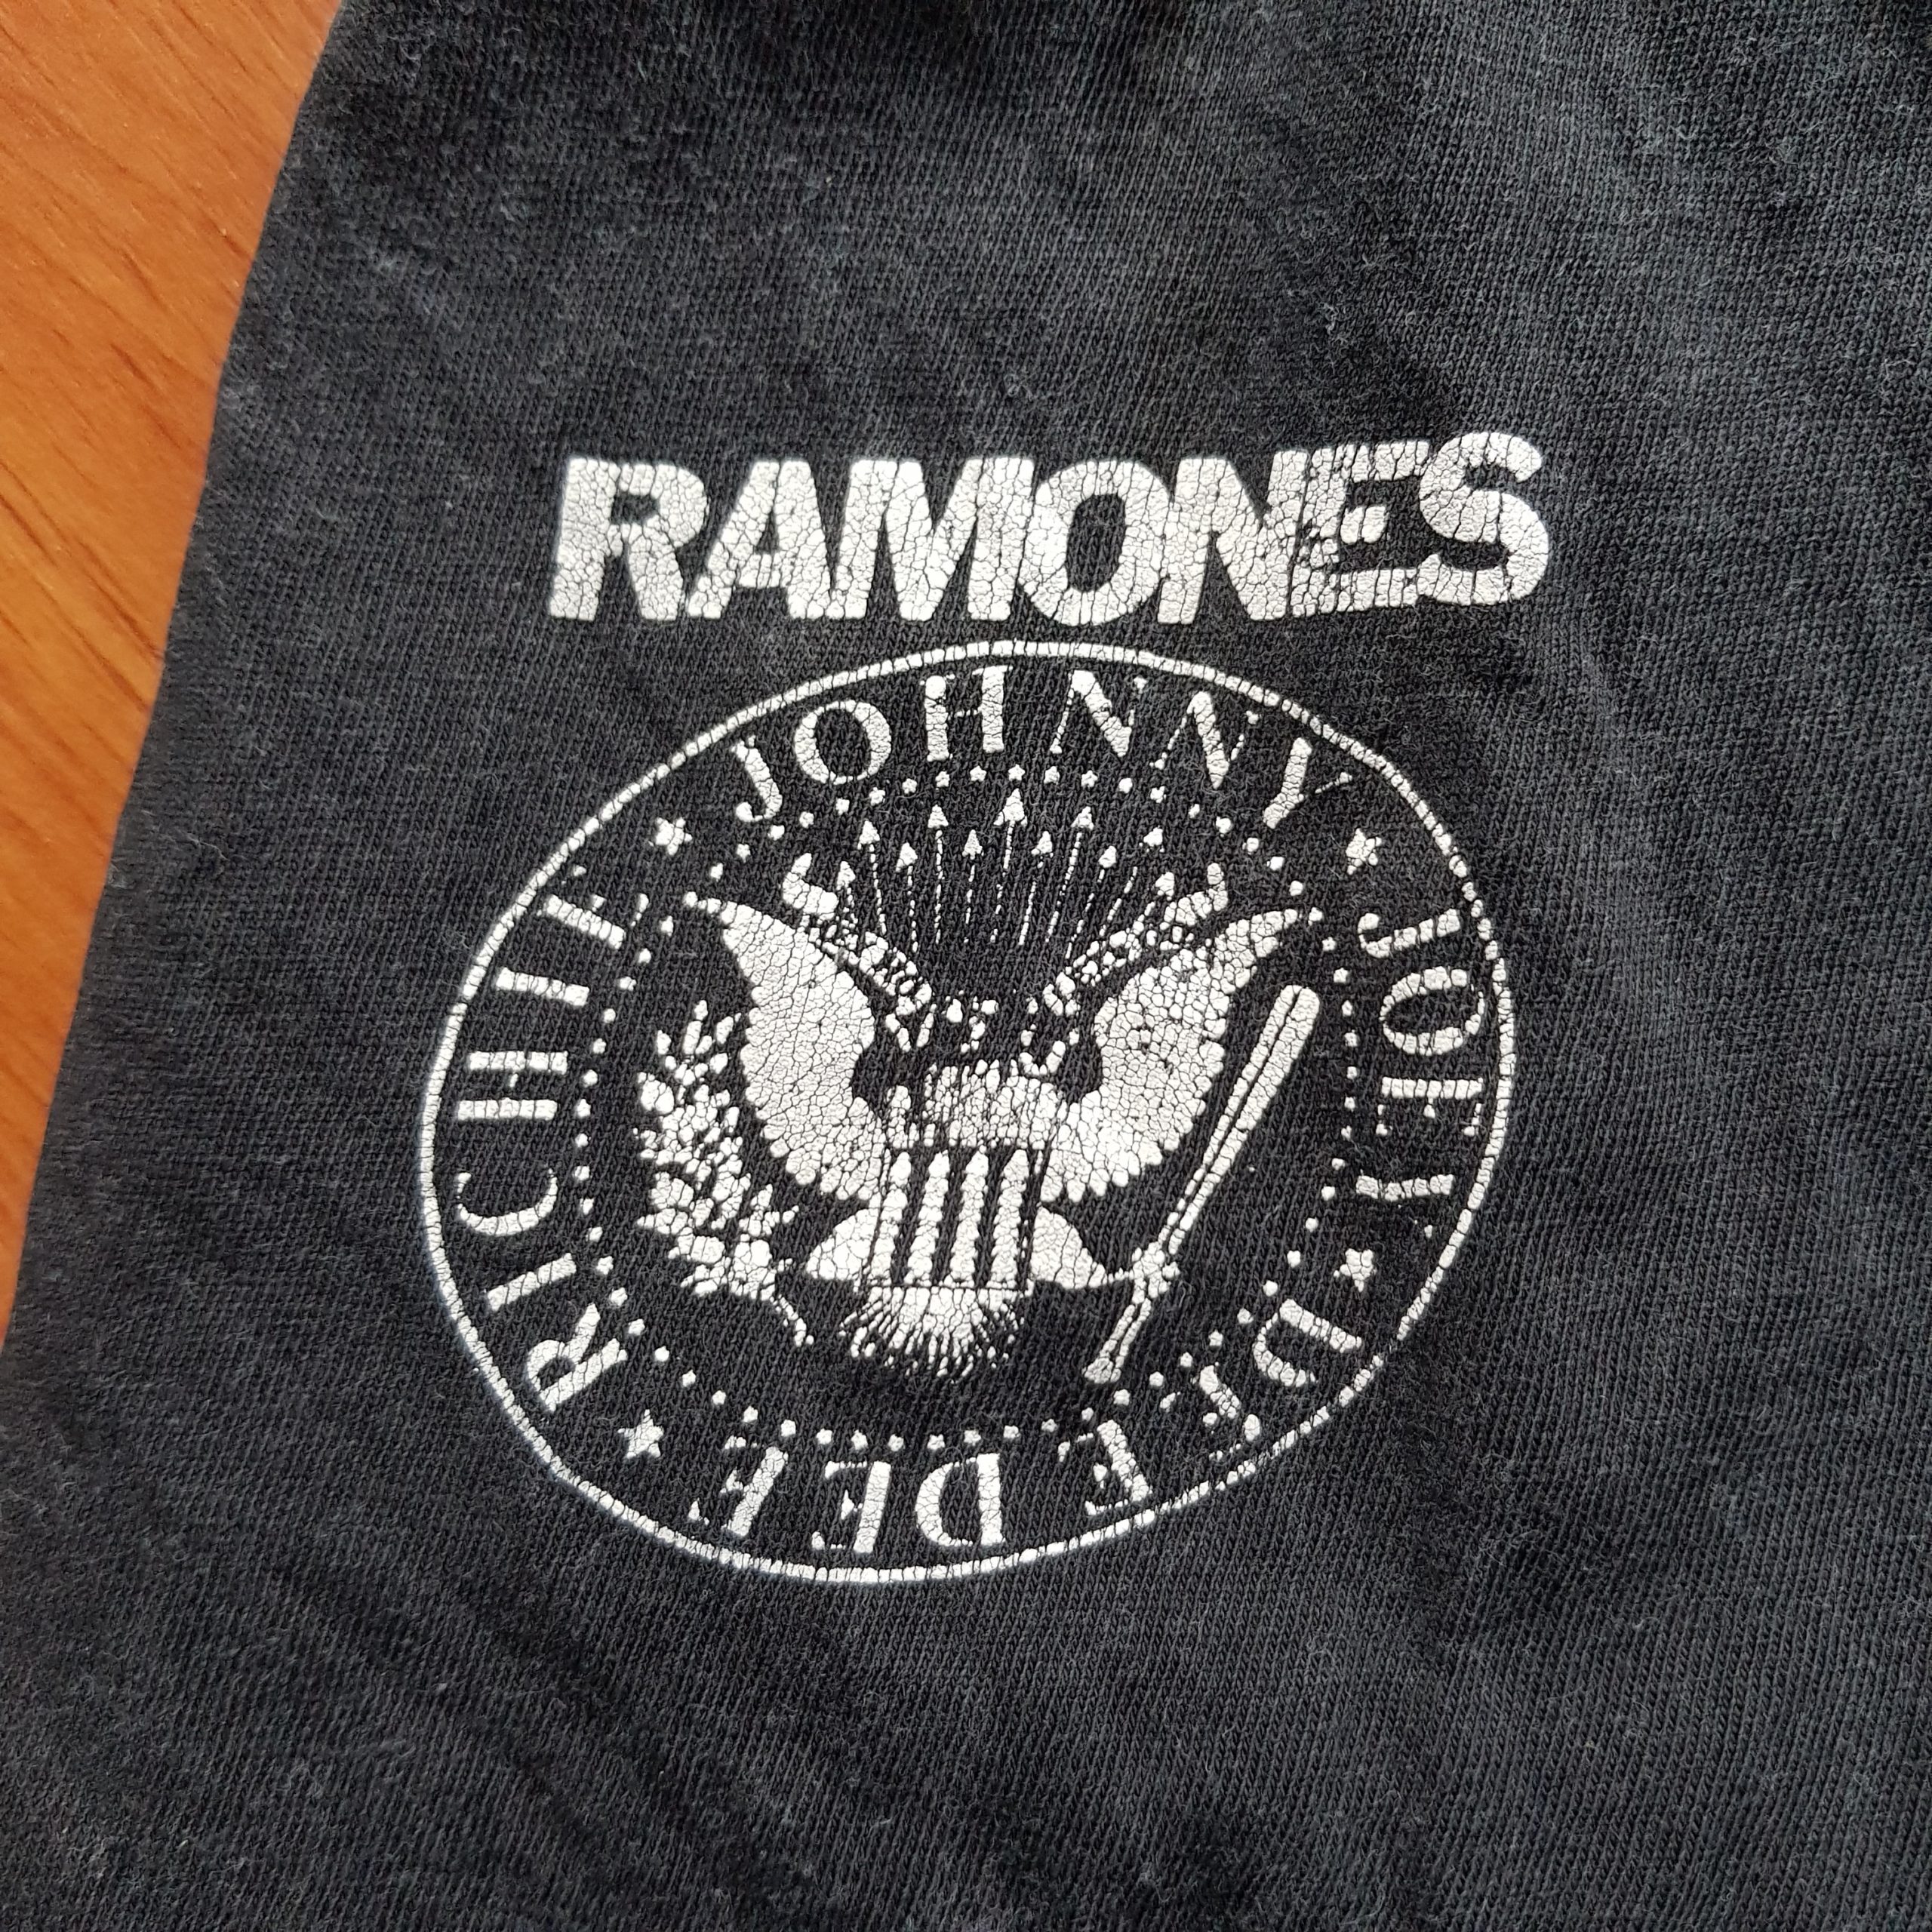 RAMONES
JOHNNY ★ JOEY ★ DEE DEE ★ RICHIE